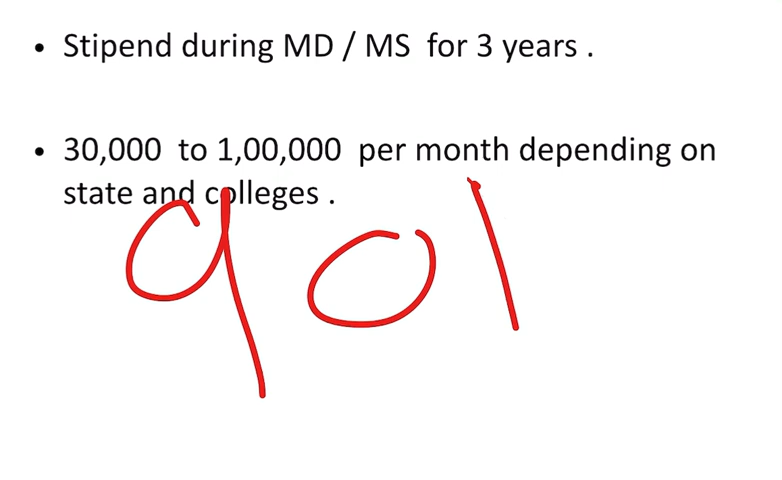 • Stipend during MD / MS for 3 years .
• 30,000 to 1,00,000 per month depending on
state and colleges .
901